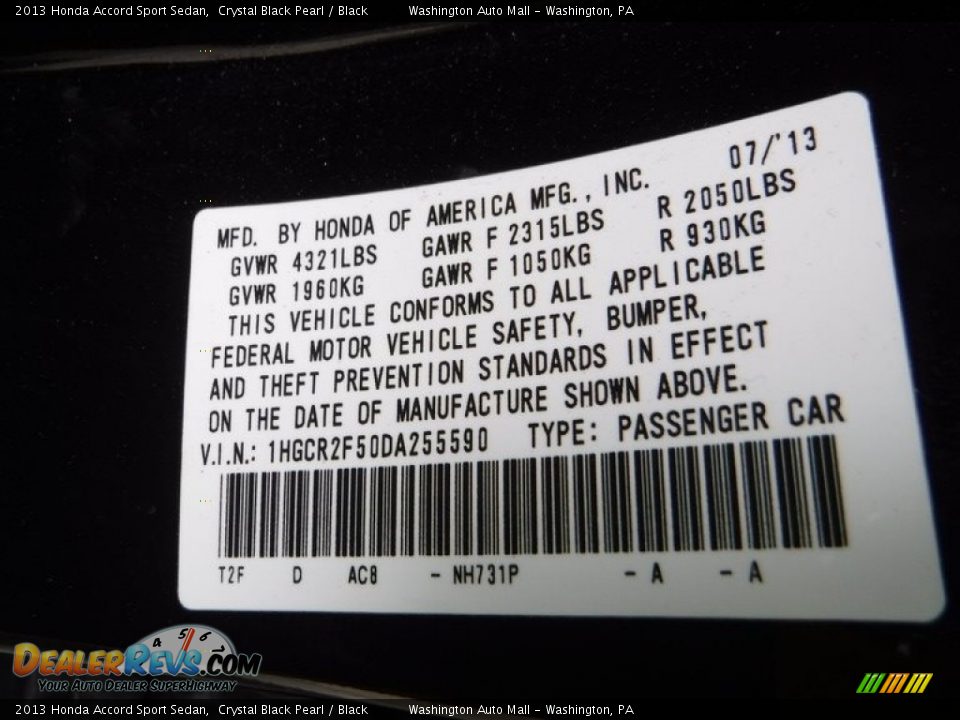 2013 Honda Accord Sport Sedan, Crystal Black Pearl / Black Washington Auto Mall - Washington, PA
07/'13
MFD. BY HONDA OF AMERICA MFG., INC.
GVWR 4321LBS GAWR F 2315LBS R 2050LBS
GVWR 1960KG GAWR F 1050KG R 930KG
THIS VEHICLE CONFORMS TO ALL APPLICABLE
FEDERAL MOTOR VEHICLE SAFETY, BUMPER,
AND THEFT PREVENTION STANDARDS IN EFFECT
ON THE DATE OF MANUFACTURE SHOWN ABOVE.
V.I.N.: 1HGCR2F50DA255590 TYPE: PASSENGER CAR
T2F D AC8 - NH731P - A - A
4 5 6
DEALERREVS.COM
YOUR AUTO DEALER SUPERHIGHWAY
2013 Honda Accord Sport Sedan, Crystal Black Pearl / Black Washington Auto Mall - Washington, PA